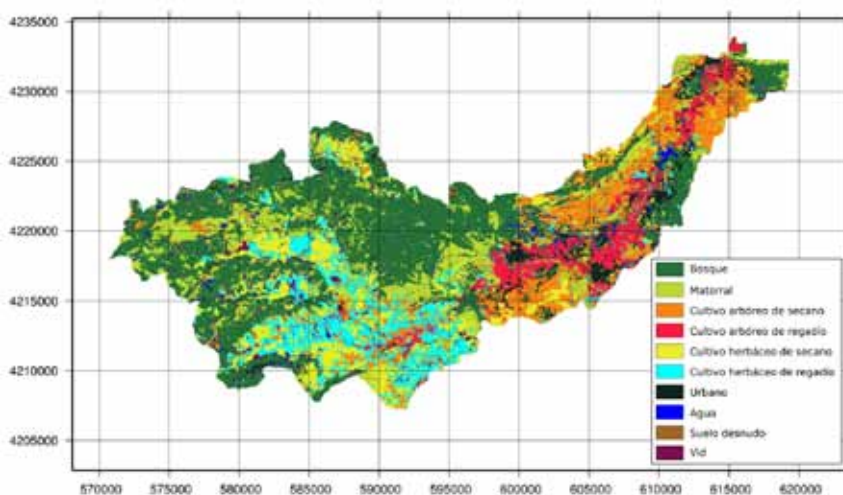 4235000
4230000
4225000
4220000
4215000
4210000
4205000
570000 575000 580000 585000 590000 595000 600000 605000 610000 615000 620000
Bosque
Matorral
Cultivo arbóreo de secano
Cultivo arbóreo de regadío
Cultivo herbáceo de secano
Cultivo herbáceo de regadío
Urbano
Agua
Suelo desnudo
Vid